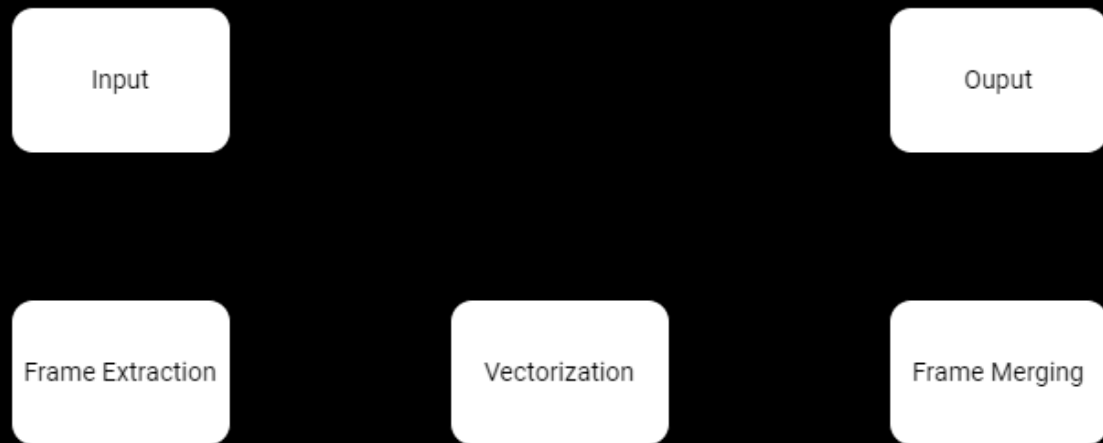 Input
Ouput
Frame Extraction
Vectorization
Frame Merging